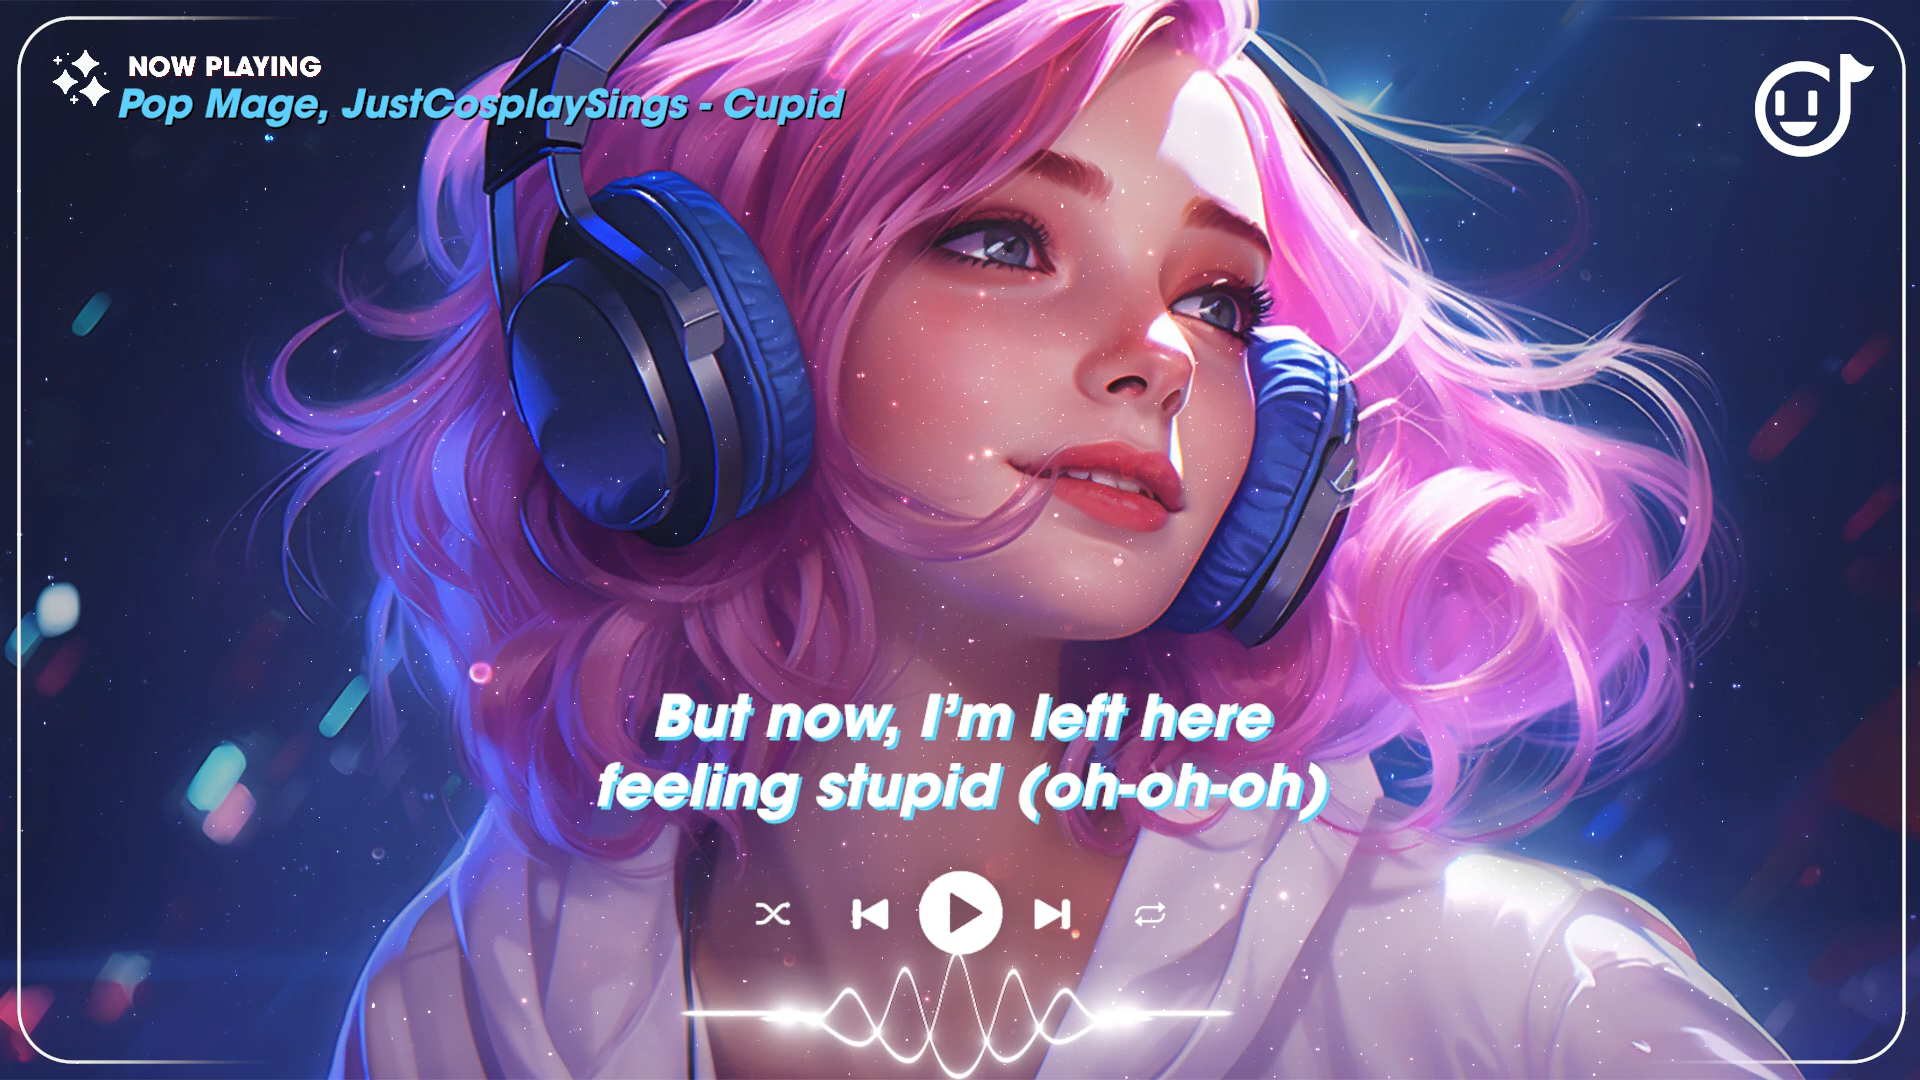 NOW PLAYING
Pop Mage, JustCosplaySings - Cupid
But now, I’m left here
feeling stupid (oh-oh-oh)